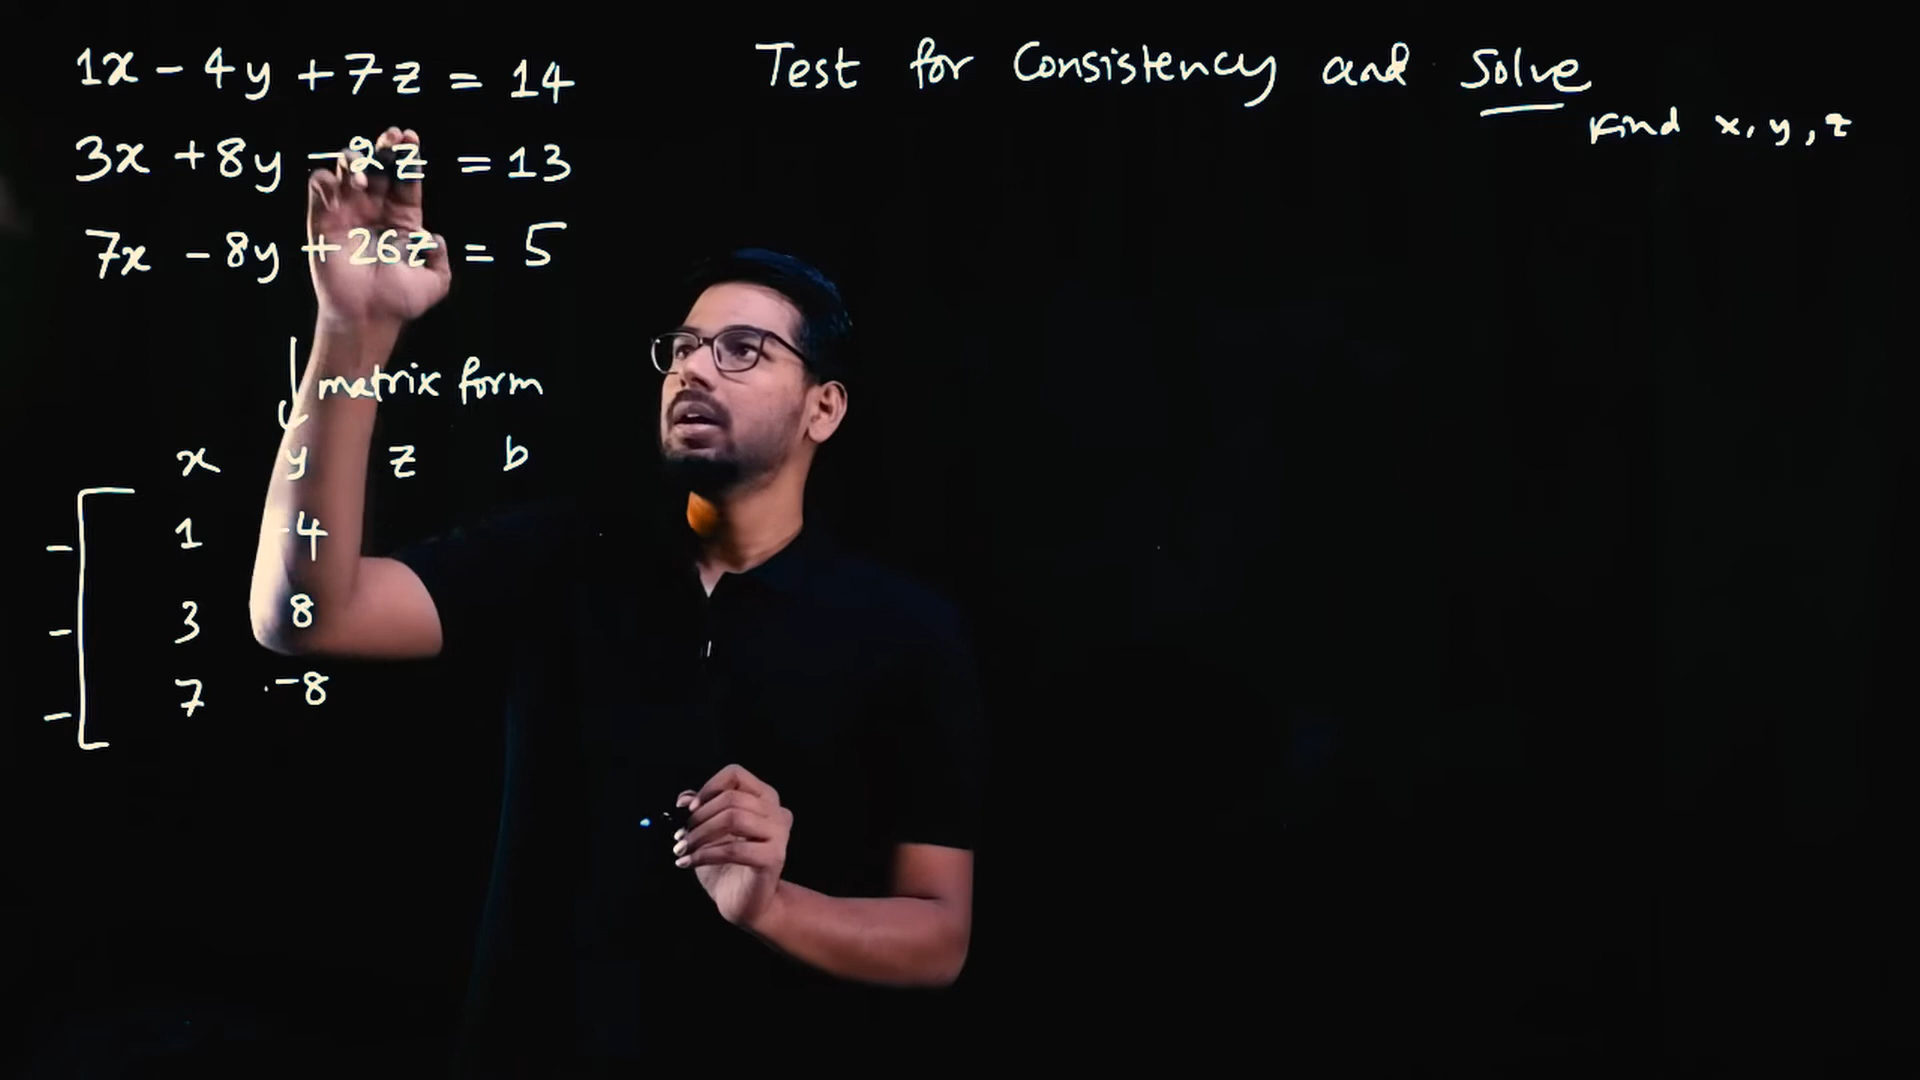 1x - 4y + 7z = 14
3x + 8y - 2z = 13
7x - 8y + 26z = 5
Test for Consistency and Solve
Find x, y, z
matrix form
x y z b
1 -4
3 8
7 -8